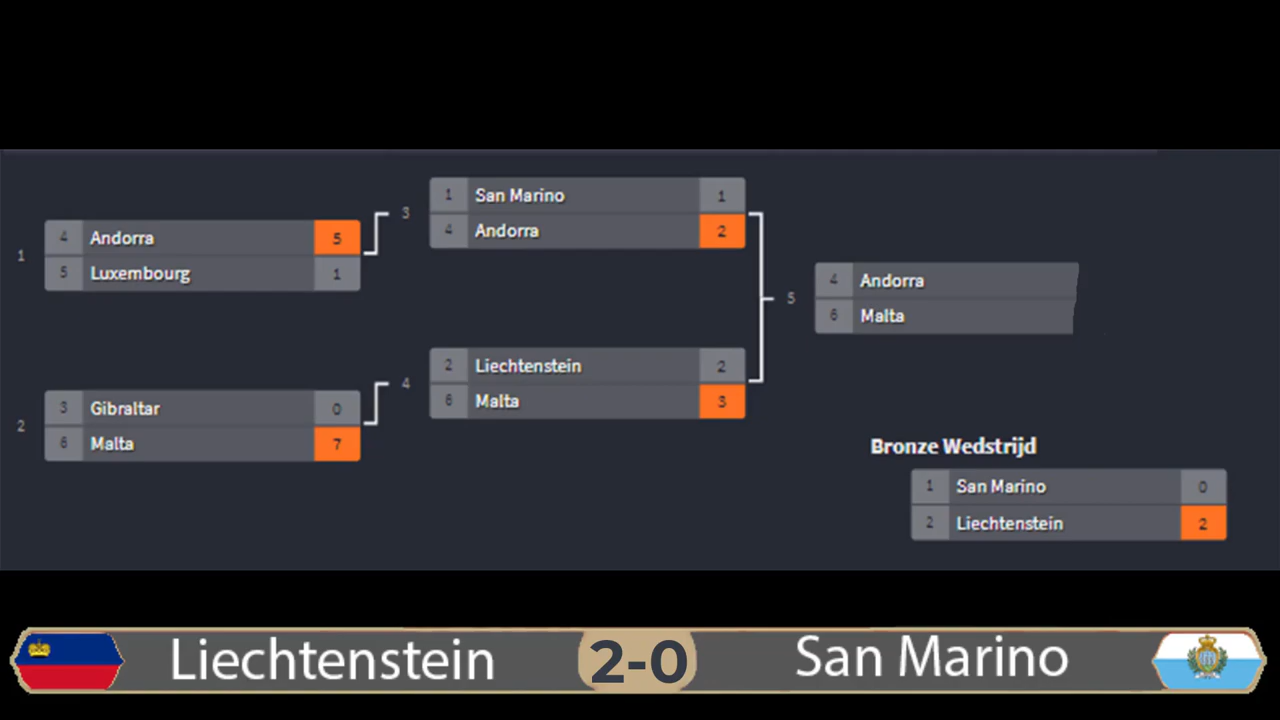 1
4 Andorra 5
5 Luxembourg 1
2
3 Gibraltar 0
6 Malta 7
3
1 San Marino 1
4 Andorra 2
4
2 Liechtenstein 2
6 Malta 3
5
4 Andorra
6 Malta
Bronze Wedstrijd
1 San Marino 0
2 Liechtenstein 2
Liechtenstein 2-0 San Marino